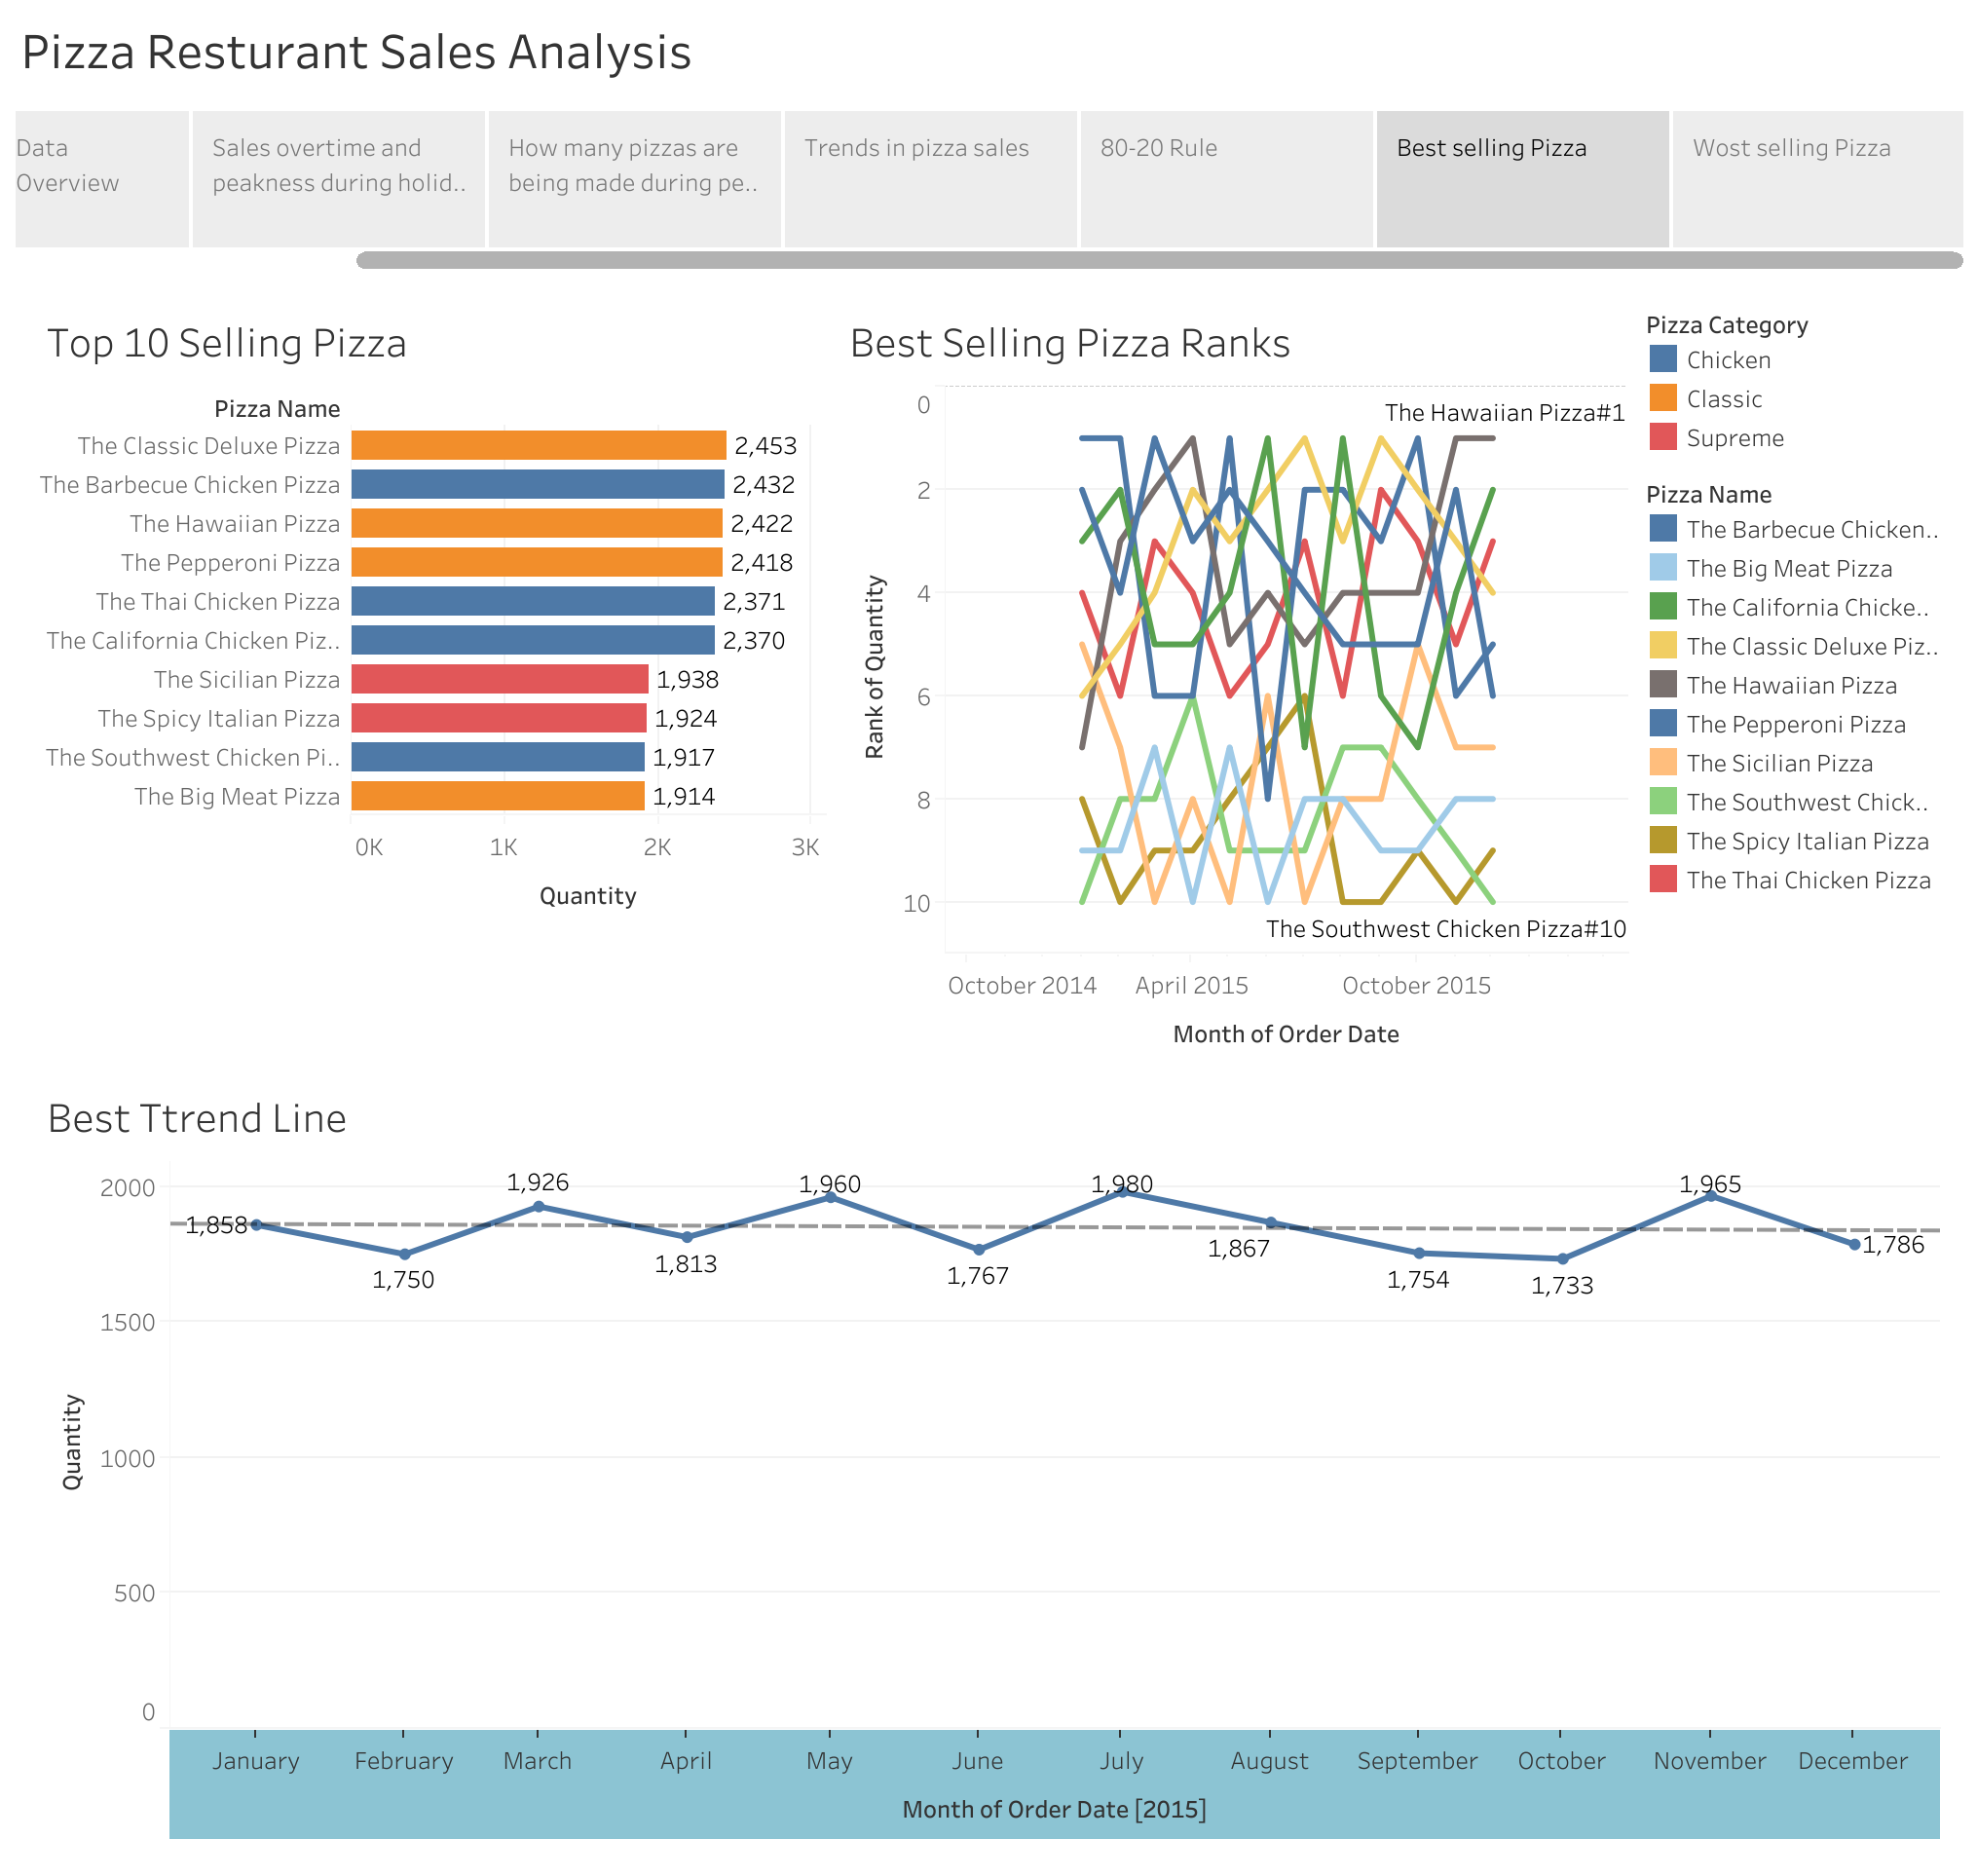 Pizza Resturant Sales Analysis
Data
Overview
Sales overtime and
peakness during holid..
How many pizzas are
being made during pe..
Trends in pizza sales
80-20 Rule
Best selling Pizza
Wost selling Pizza
Top 10 Selling Pizza
Pizza Name
The Classic Deluxe Pizza 2,453
The Barbecue Chicken Pizza 2,432
The Hawaiian Pizza 2,422
The Pepperoni Pizza 2,418
The Thai Chicken Pizza 2,371
The California Chicken Piz.. 2,370
The Sicilian Pizza 1,938
The Spicy Italian Pizza 1,924
The Southwest Chicken Pi.. 1,917
The Big Meat Pizza 1,914
0K 1K 2K 3K
Quantity
Best Selling Pizza Ranks
0
2
4
6
8
10
Rank of Quantity
The Hawaiian Pizza#1
The Southwest Chicken Pizza#10
October 2014 April 2015 October 2015
Month of Order Date
Pizza Category
Chicken
Classic
Supreme
Pizza Name
The Barbecue Chicken..
The Big Meat Pizza
The California Chicke..
The Classic Deluxe Piz..
The Hawaiian Pizza
The Pepperoni Pizza
The Sicilian Pizza
The Southwest Chick..
The Spicy Italian Pizza
The Thai Chicken Pizza
Best Ttrend Line
2000
1500
1000
500
0
Quantity
1,858 1,750 1,926 1,813 1,960 1,767 1,980 1,867 1,754 1,733 1,965 1,786
January February March April May June July August September October November December
Month of Order Date [2015]